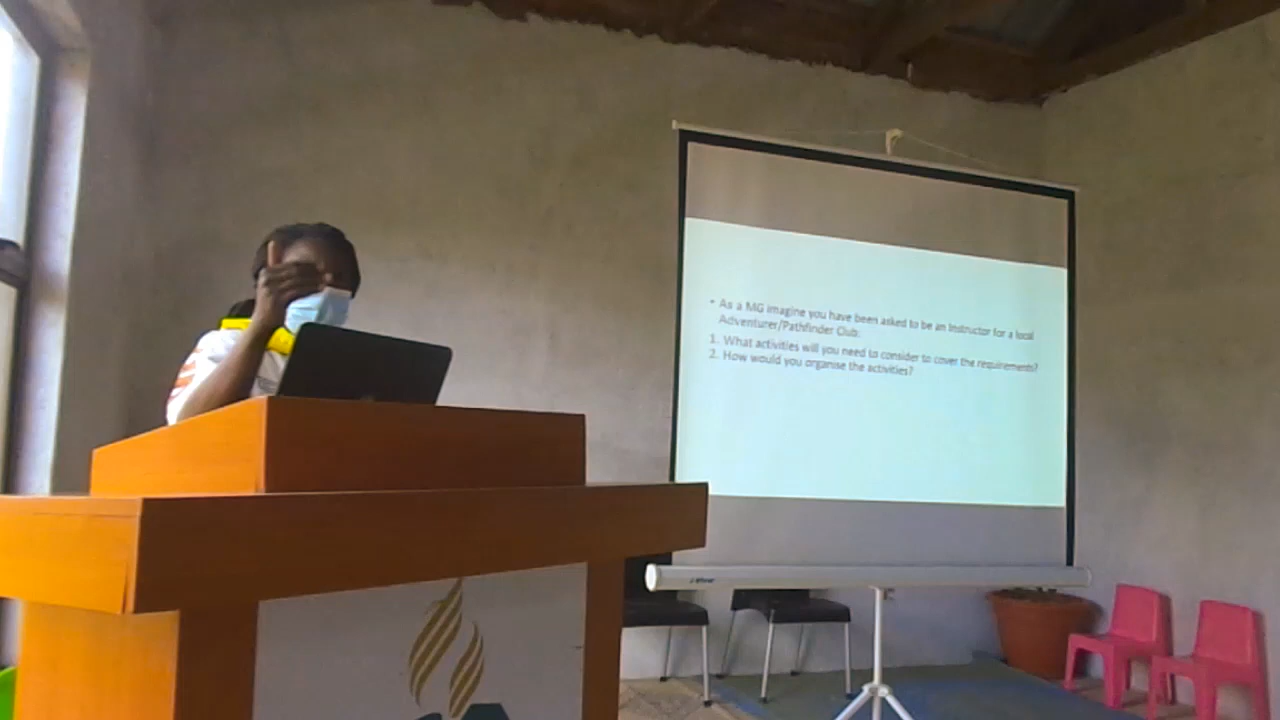 • As a MG imagine you have been asked to be an Instructor for a local
Adventurer/Pathfinder Club:
1. What activities will you need to consider to cover the requirements?
2. How would you organise the activities?